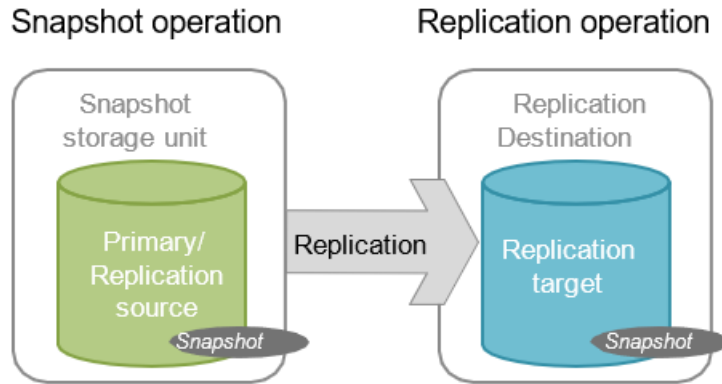 Snapshot operation
Replication operation
Snapshot
storage unit
Replication
Destination
Primary/
Replication
source
Replication
Replication
target
Snapshot
Snapshot